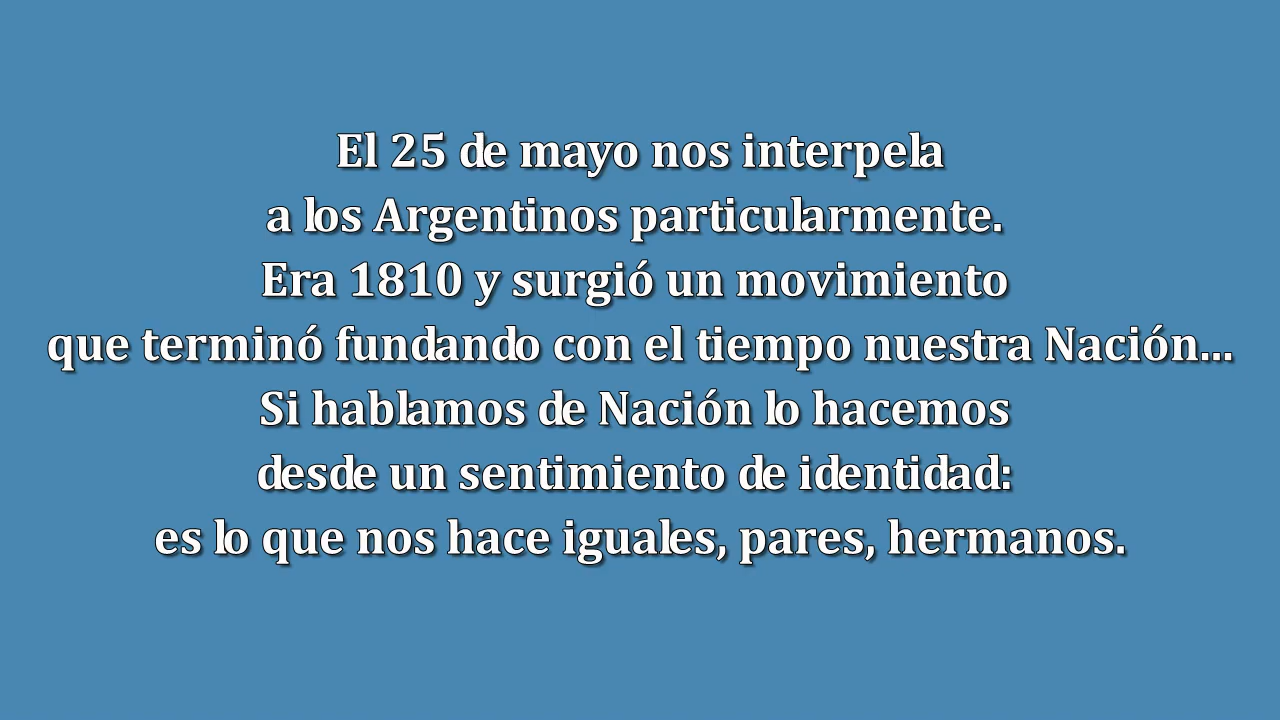 El 25 de mayo nos interpela
a los Argentinos particularmente.
Era 1810 y surgió un movimiento
que terminó fundando con el tiempo nuestra Nación...
Si hablamos de Nación lo hacemos
desde un sentimiento de identidad:
es lo que nos hace iguales, pares, hermanos.